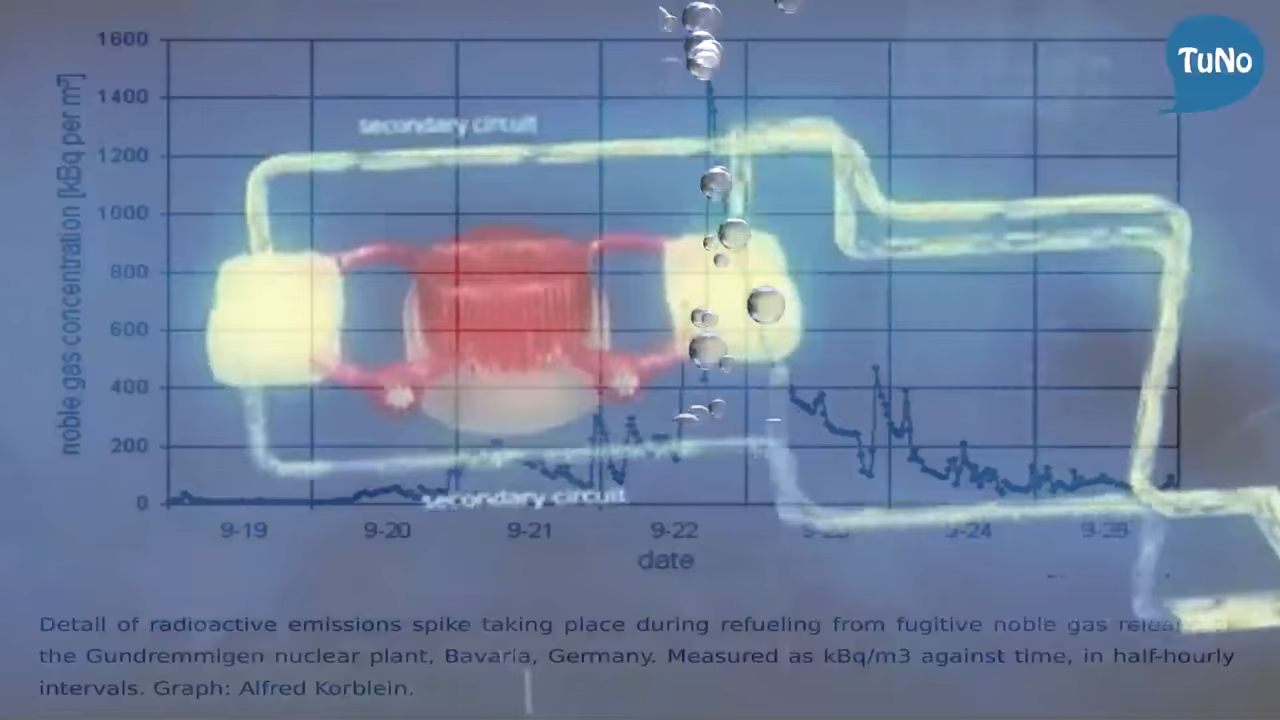 TuNo
1600
1400
1200
1000
800
600
400
200
0
noble gas concentration [kBq per m³]
secondary circuit
secondary circuit
9-19 9-20 9-21 9-22 9-23 9-24
date
Detail of radioactive emissions spike taking place during refueling from fugitive noble gas
the Gundremmigen nuclear plant, Bavaria, Germany. Measured as kBq/m3 against time, in half-hourly
intervals. Graph: Alfred Korblein.